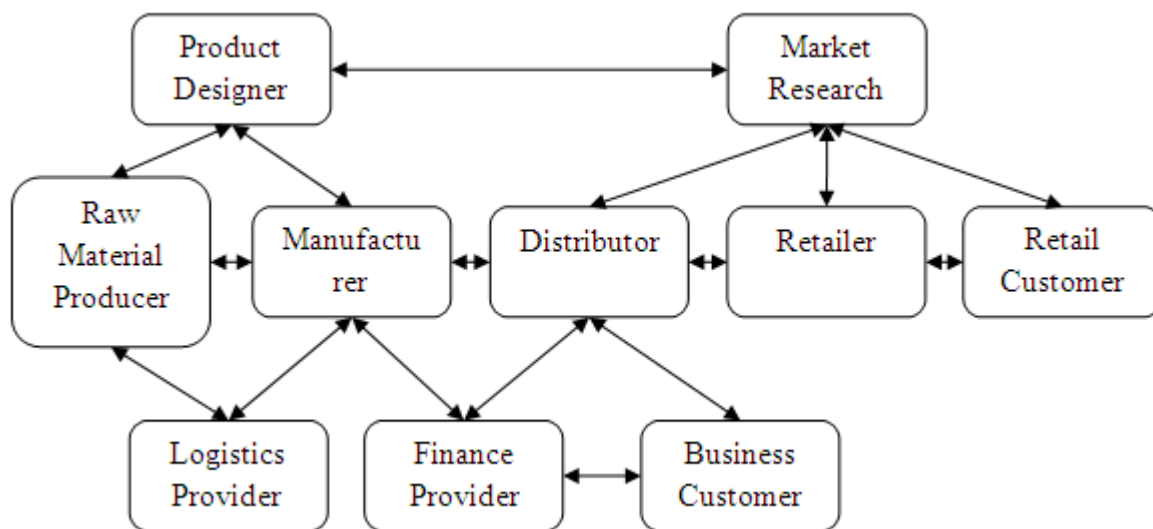 Product
Designer
Market
Research
Raw
Material
Producer
Manufactu
rer
Distributor
Retailer
Retail
Customer
Logistics
Provider
Finance
Provider
Business
Customer